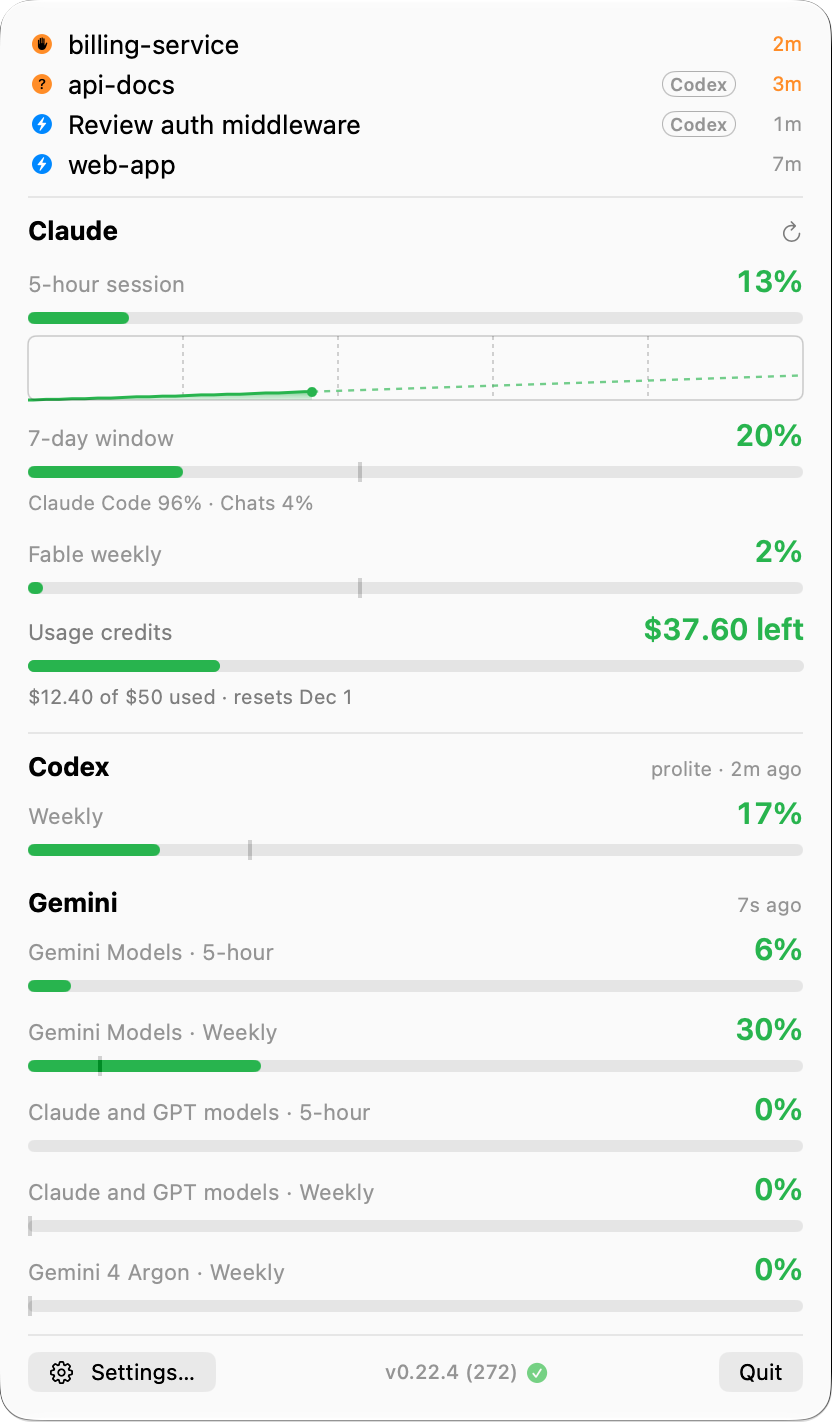 billing-service 2m
? api-docs Codex 3m
Review auth middleware Codex 1m
web-app 7m
Claude
5-hour session 13%
7-day window 20%
Claude Code 96% · Chats 4%
Fable weekly 2%
Usage credits $37.60 left
$12.40 of $50 used · resets Dec 1
Codex prolite · 2m ago
Weekly 17%
Gemini 7s ago
Gemini Models · 5-hour 6%
Gemini Models · Weekly 30%
Claude and GPT models · 5-hour 0%
Claude and GPT models · Weekly 0%
Gemini 4 Argon · Weekly 0%
Settings... v0.22.4 (272) Quit